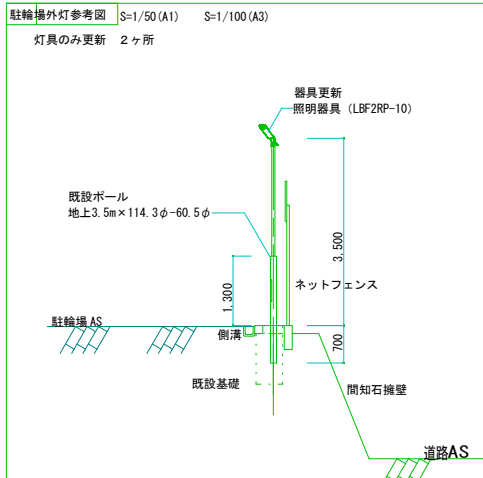 駐輪場外灯参考図 S=1/50(A1) S=1/100(A3)
灯具のみ更新 2ヶ所
器具更新
照明器具 (LBF2RP-10)
既設ポール
地上3.5m×114.3φ-60.5φ
3,500
1,300
ネットフェンス
駐輪場 AS
側溝
700
既設基礎
間知石擁壁
道路AS